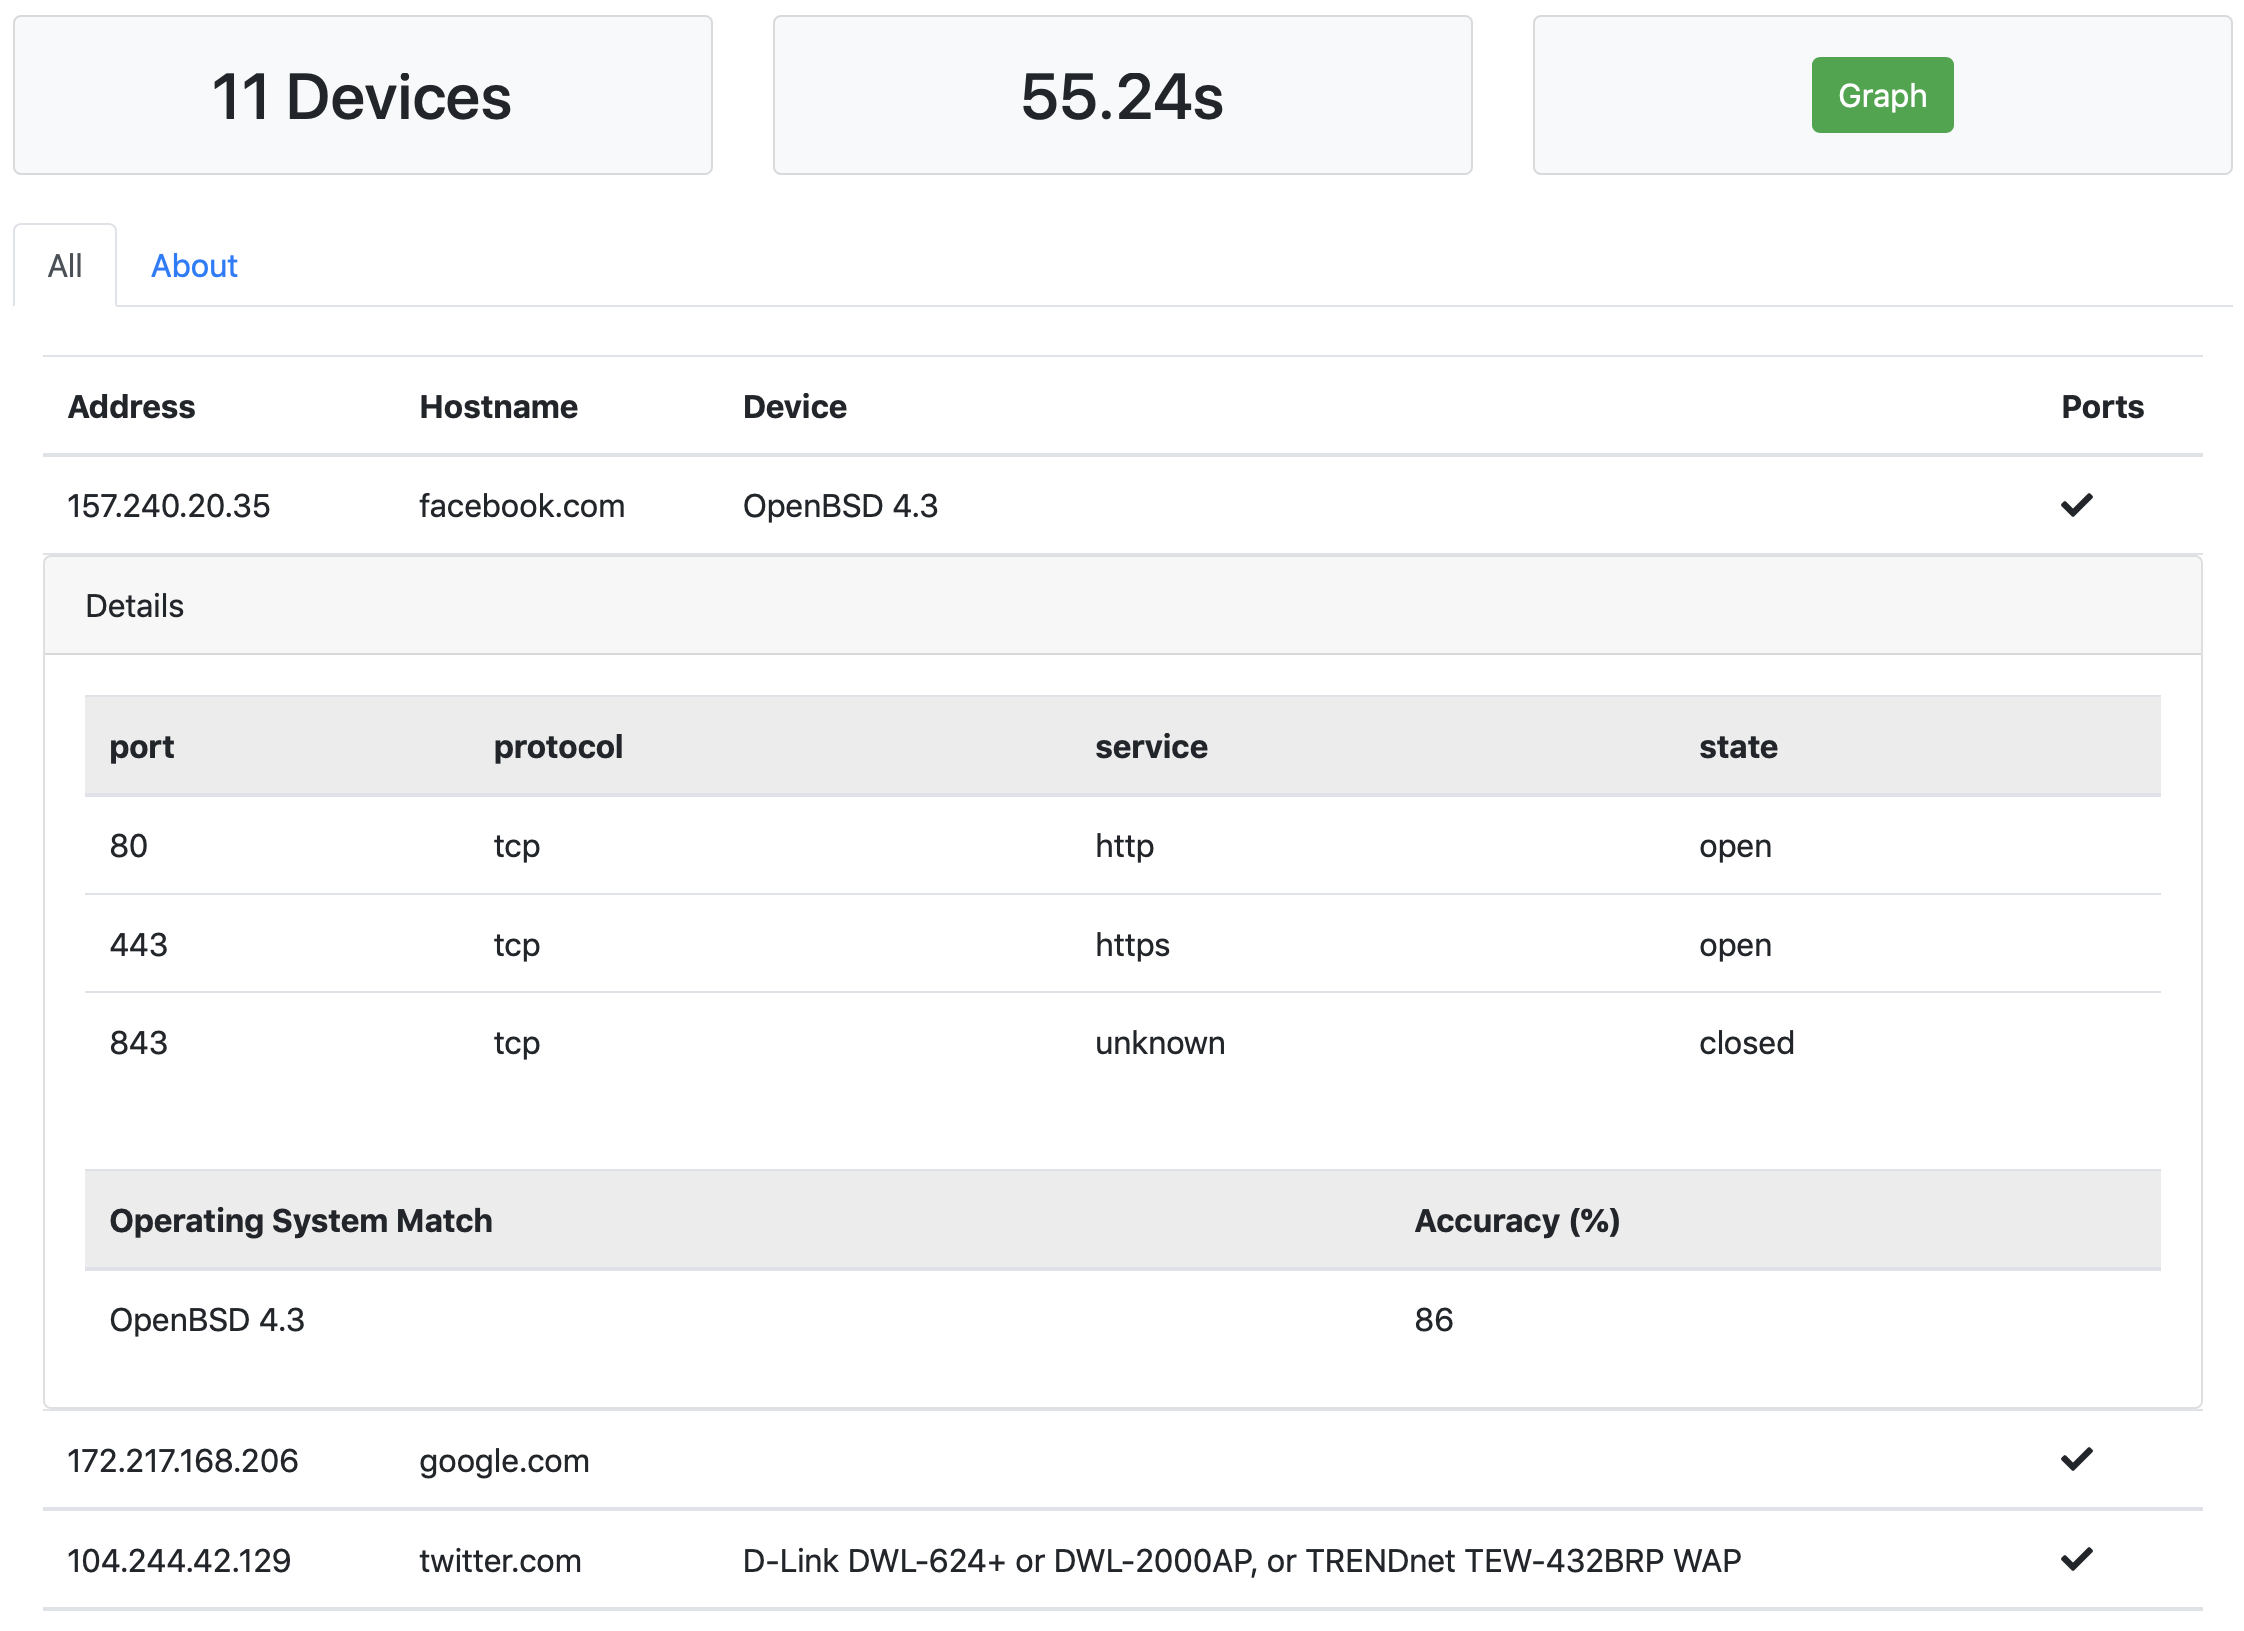 11 Devices
55.24s
Graph
All About
Address Hostname Device Ports
157.240.20.35 facebook.com OpenBSD 4.3
Details
port protocol service state
80 tcp http open
443 tcp https open
843 tcp unknown closed
Operating System Match Accuracy (%)
OpenBSD 4.3 86
172.217.168.206 google.com
104.244.42.129 twitter.com D-Link DWL-624+ or DWL-2000AP, or TRENDnet TEW-432BRP WAP